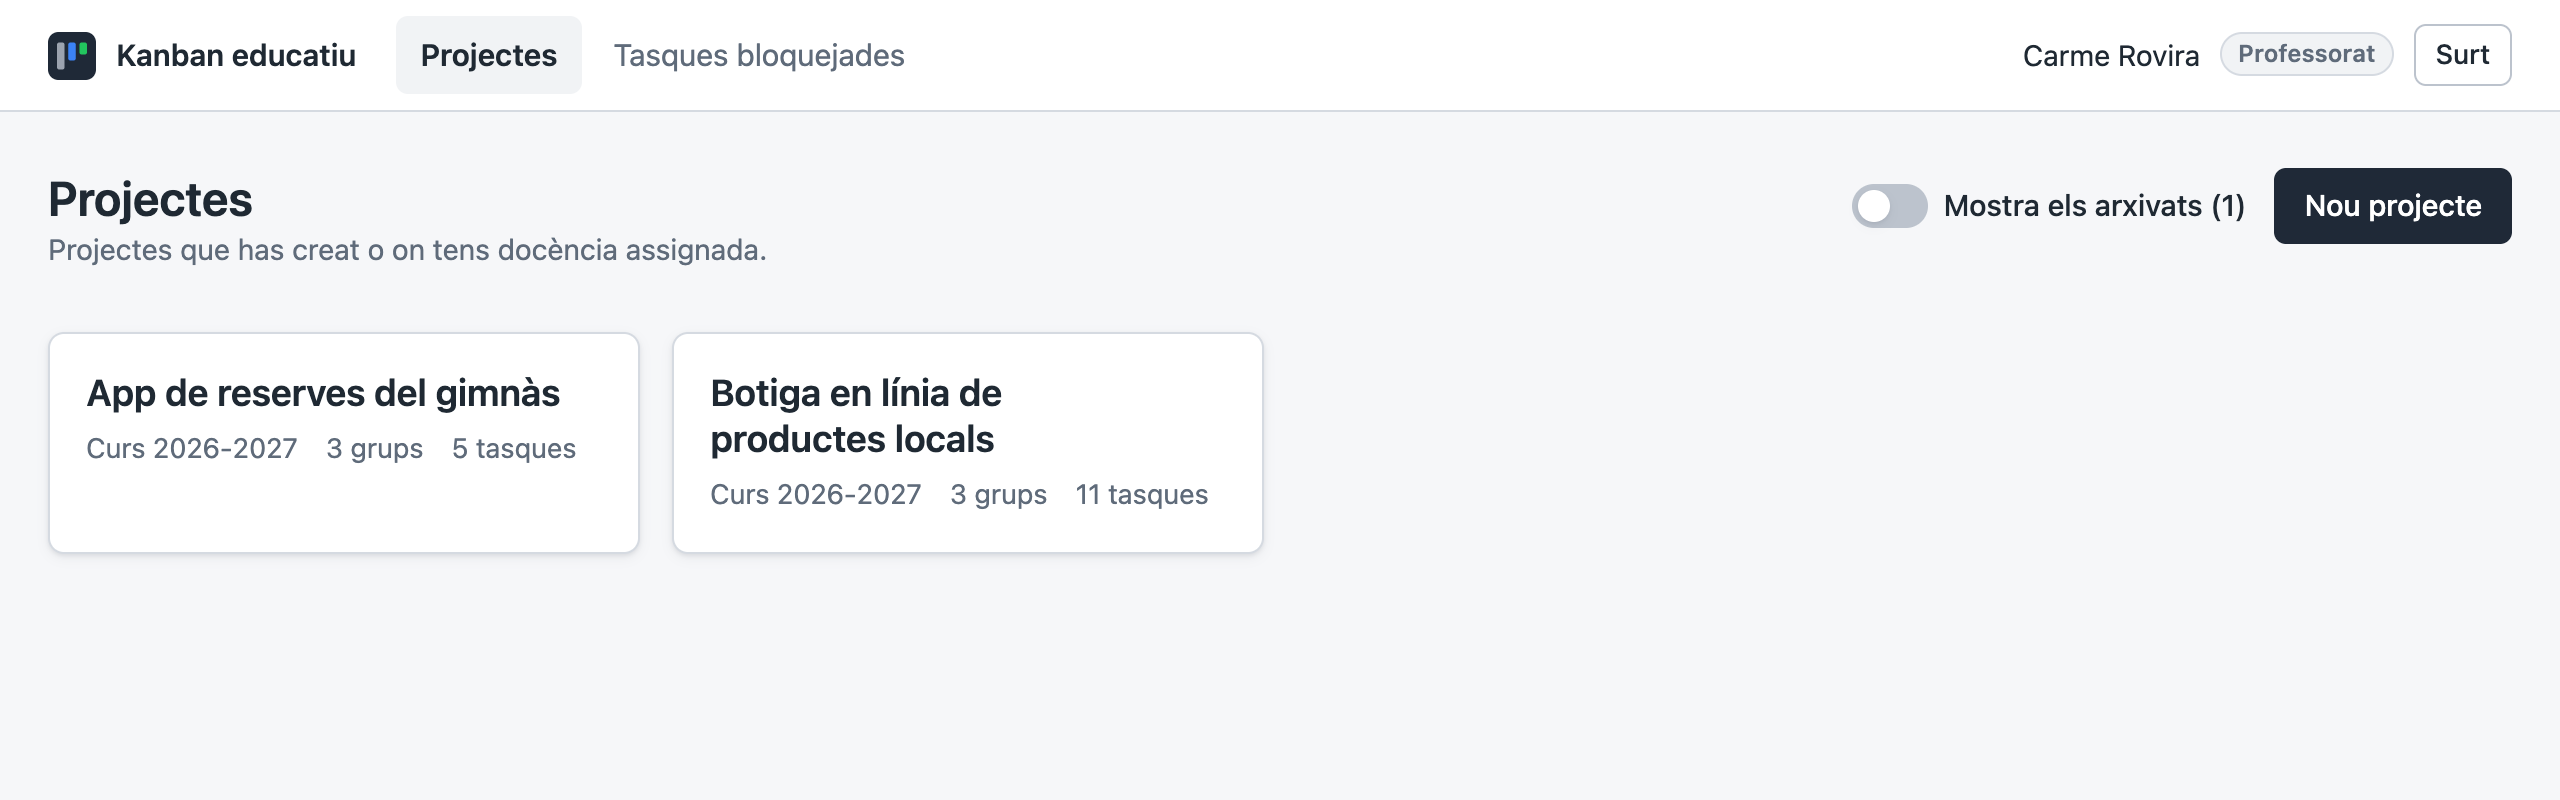 Kanban educatiu
Projectes
Tasques bloquejades
Carme Rovira
Professorat
Surt
Projectes
Projectes que has creat o on tens docència assignada.
Mostra els arxivats (1)
Nou projecte
App de reserves del gimnàs
Curs 2026-2027 3 grups 5 tasques
Botiga en línia de
productes locals
Curs 2026-2027 3 grups 11 tasques